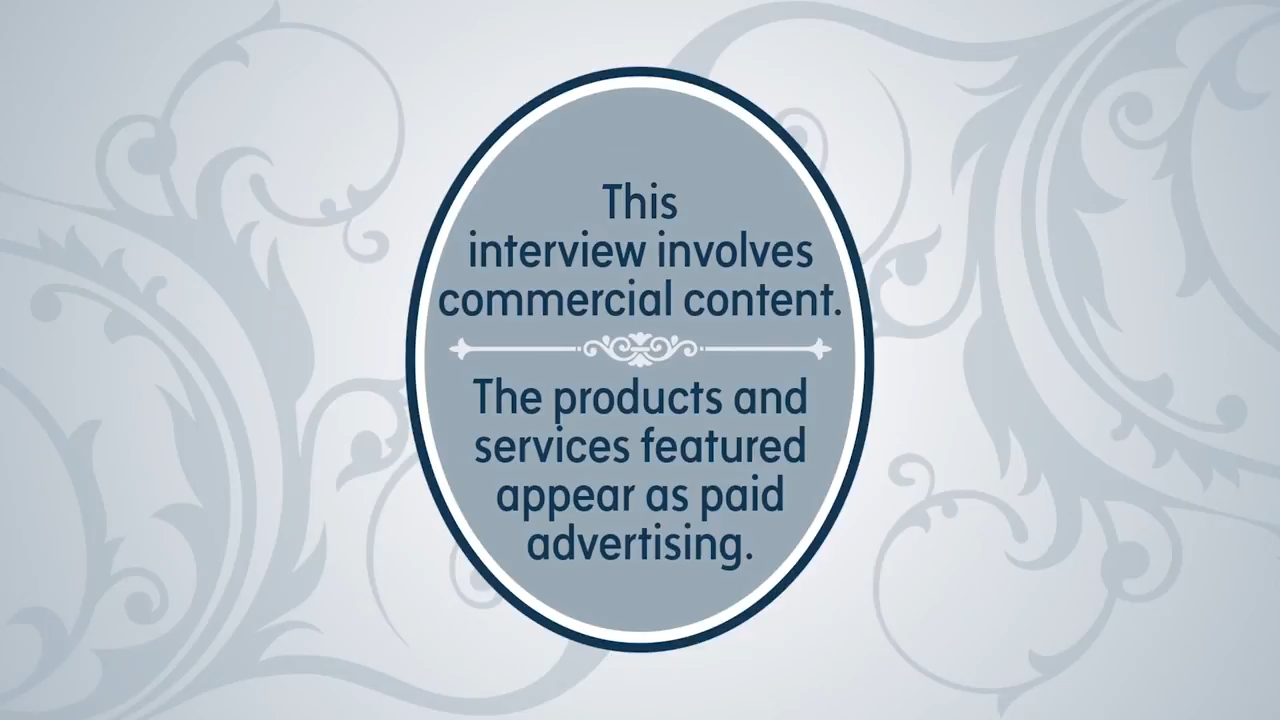 This
interview involves
commercial content.
The products and
services featured
appear as paid
advertising.